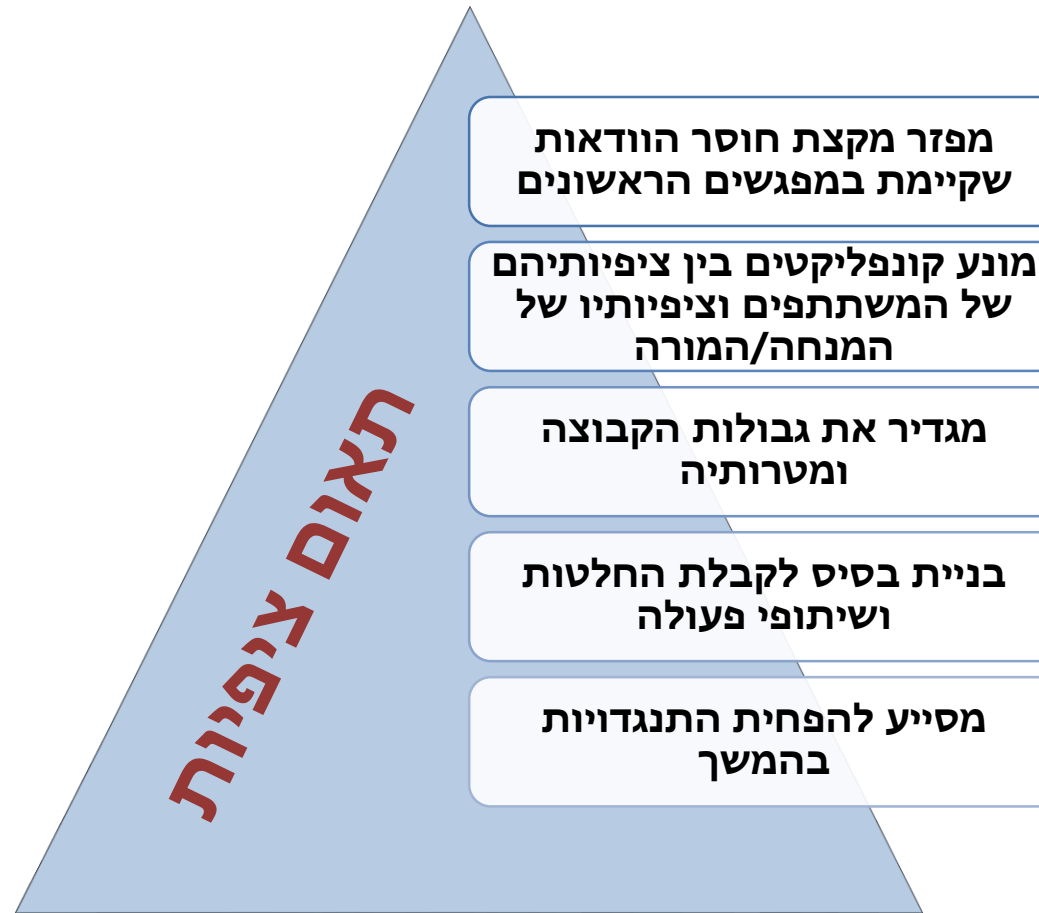 מפזר מקצת חוסר הוודאות
שקיימת במפגשים הראשונים
מונע קונפליקטים בין ציפיותיהם
של המשתתפים וציפיותיו של
המנחה/המורה
מגדיר את גבולות הקבוצה
ומטרותיה
בניית בסיס לקבלת החלטות
ושיתופי פעולה
מסייע להפחית התנגדויות
בהמשך
תאום ציפיות